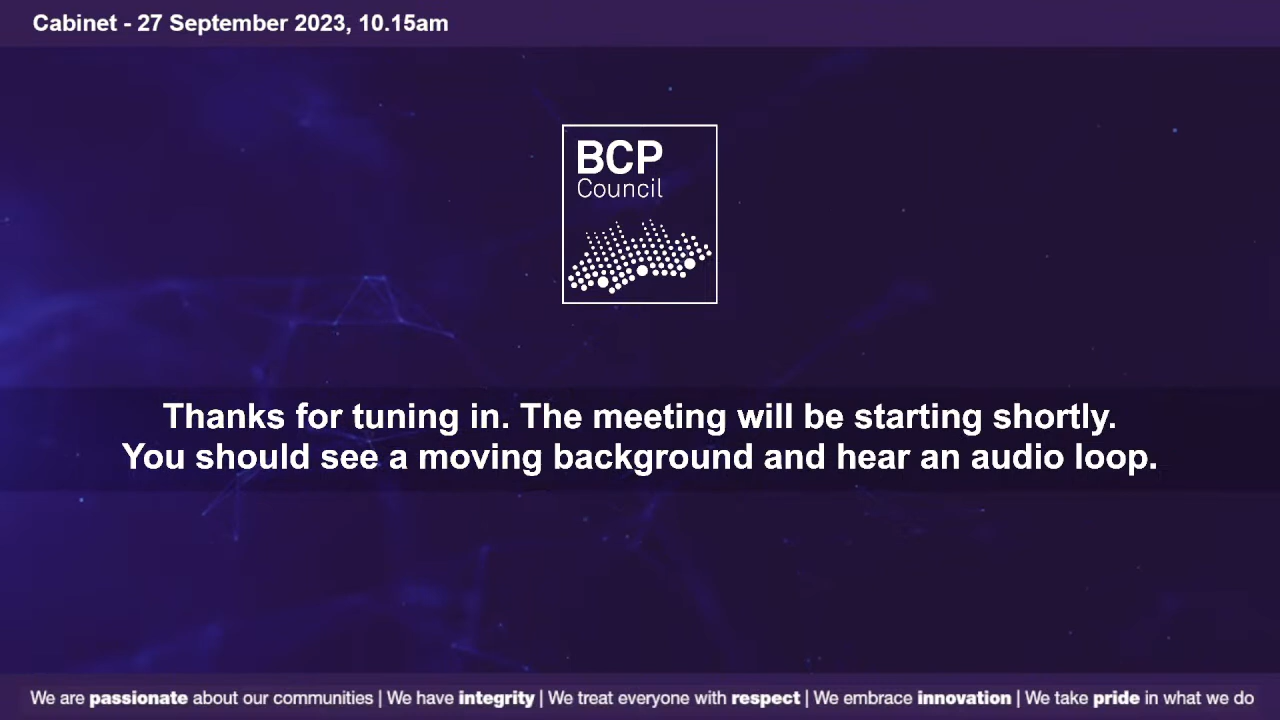 Cabinet - 27 September 2023, 10.15am
BCP
Council
Thanks for tuning in. The meeting will be starting shortly.
You should see a moving background and hear an audio loop.
We are passionate about our communities | We have integrity | We treat everyone with respect | We embrace innovation | We take pride in what we do